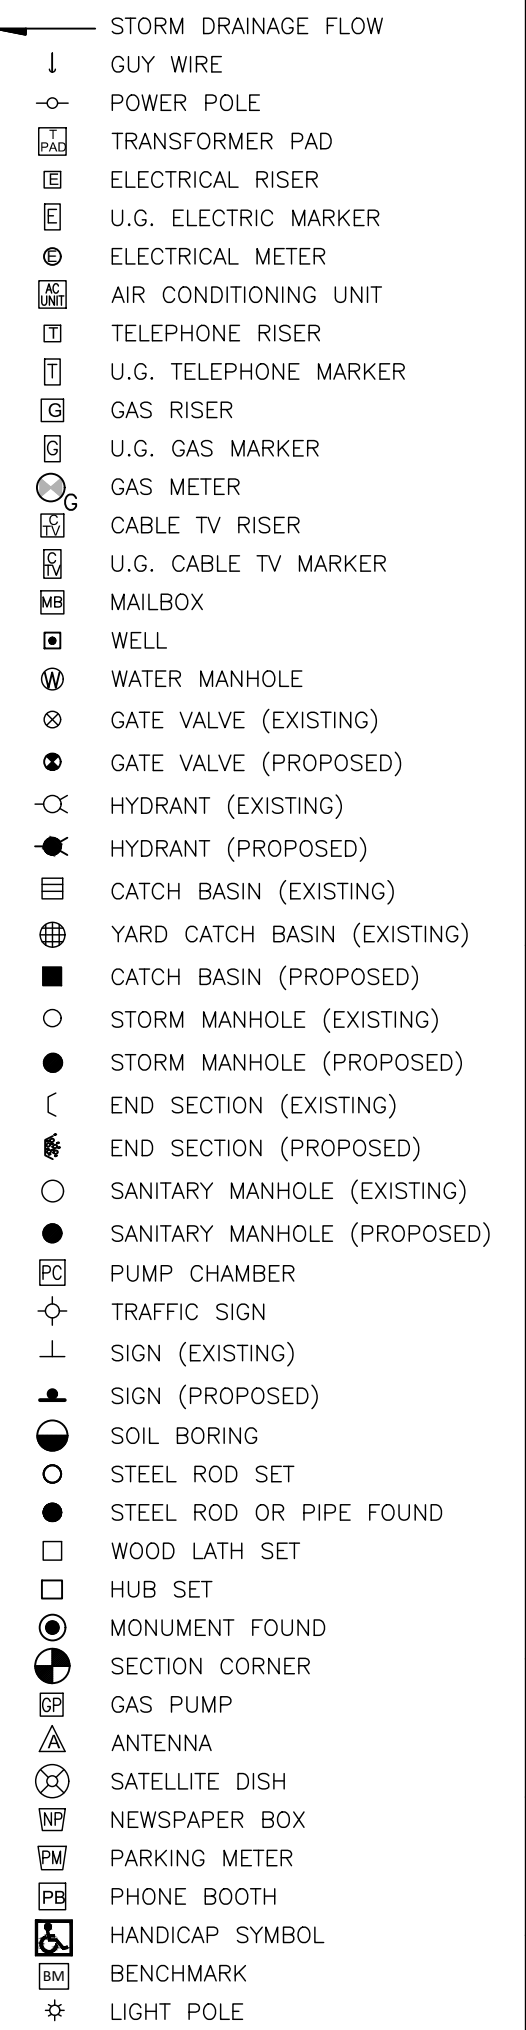 STORM DRAINAGE FLOW
GUY WIRE
POWER POLE
T PAD TRANSFORMER PAD
E ELECTRICAL RISER
E U.G. ELECTRIC MARKER
E ELECTRICAL METER
AC UNIT AIR CONDITIONING UNIT
T TELEPHONE RISER
T U.G. TELEPHONE MARKER
G GAS RISER
G U.G. GAS MARKER
G GAS METER
C TV CABLE TV RISER
C TV U.G. CABLE TV MARKER
MB MAILBOX
WELL
W WATER MANHOLE
GATE VALVE (EXISTING)
GATE VALVE (PROPOSED)
HYDRANT (EXISTING)
HYDRANT (PROPOSED)
CATCH BASIN (EXISTING)
YARD CATCH BASIN (EXISTING)
CATCH BASIN (PROPOSED)
STORM MANHOLE (EXISTING)
STORM MANHOLE (PROPOSED)
END SECTION (EXISTING)
END SECTION (PROPOSED)
SANITARY MANHOLE (EXISTING)
SANITARY MANHOLE (PROPOSED)
PC PUMP CHAMBER
TRAFFIC SIGN
SIGN (EXISTING)
SIGN (PROPOSED)
SOIL BORING
STEEL ROD SET
STEEL ROD OR PIPE FOUND
WOOD LATH SET
HUB SET
MONUMENT FOUND
SECTION CORNER
GP GAS PUMP
A ANTENNA
SATELLITE DISH
NP NEWSPAPER BOX
PM PARKING METER
PB PHONE BOOTH
HANDICAP SYMBOL
BM BENCHMARK
LIGHT POLE